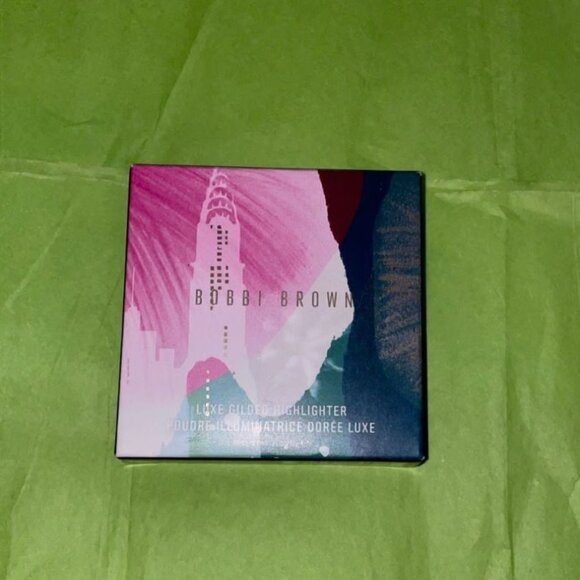 BOBBI BROWN
LUXE GILDED HIGHLIGHTER
POUDRE ILLUMINATRICE DORÉE LUXE